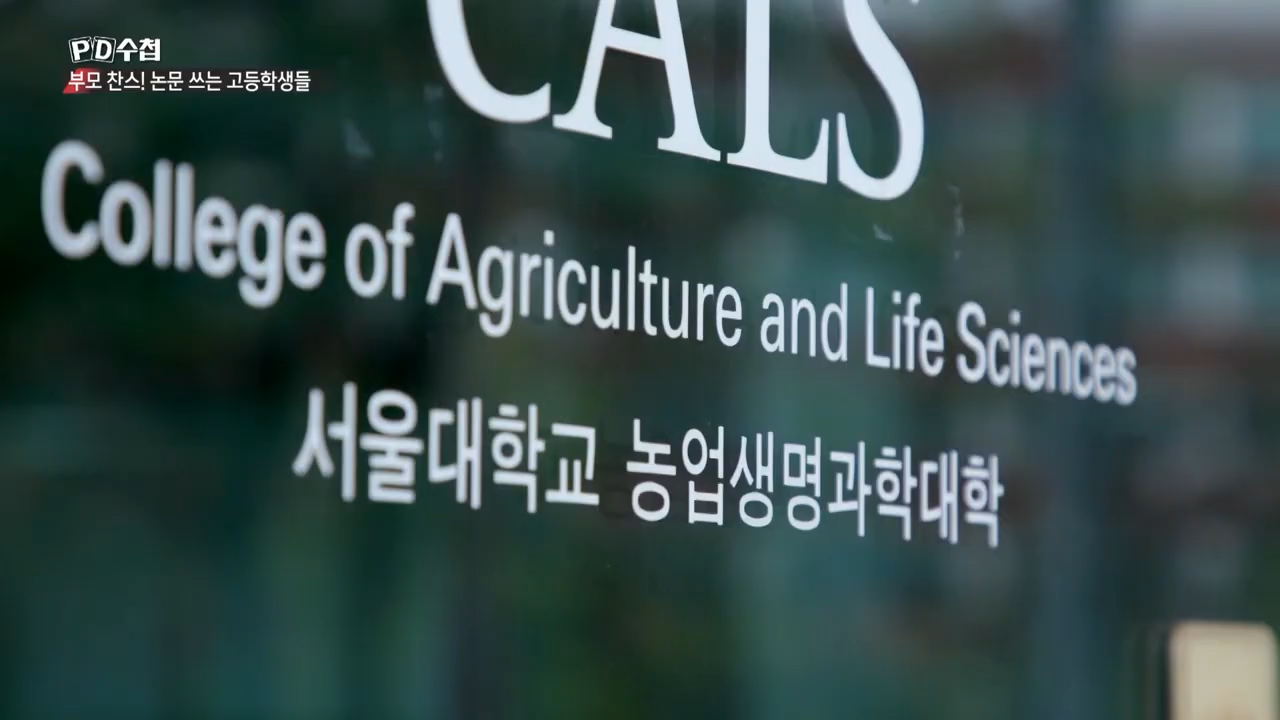 PD수첩
부모 찬스! 논문 쓰는 고등학생들
CALS
College of Agriculture and Life Sciences
서울대학교 농업생명과학대학